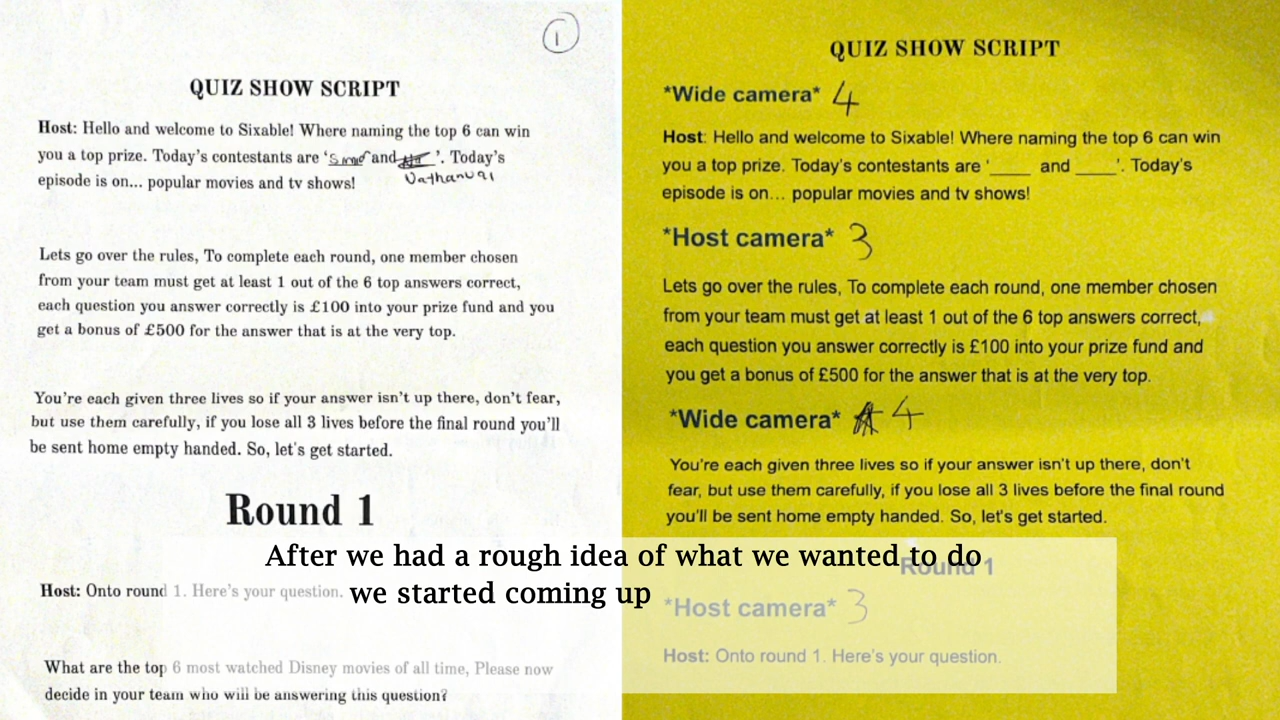 1
QUIZ SHOW SCRIPT
Host: Hello and welcome to Sixable! Where naming the top 6 can win
you a top prize. Today's contestants are ' and '. Today's
episode is on... popular movies and tv shows!
Lets go over the rules, To complete each round, one member chosen
from your team must get at least 1 out of the 6 top answers correct,
each question you answer correctly is £100 into your prize fund and you
get a bonus of £500 for the answer that is at the very top.
You're each given three lives so if your answer isn't up there, don't fear,
but use them carefully, if you lose all 3 lives before the final round you'll
be sent home empty handed. So, let's get started.
Round 1
Host: Onto round 1. Here's your question.
What are the top 6 most watched Disney movies of all time, Please now
decide in your team who will be answering this question?
QUIZ SHOW SCRIPT
*Wide camera* 4
Host: Hello and welcome to Sixable! Where naming the top 6 can win
you a top prize. Today's contestants are '____ and ____'. Today's
episode is on... popular movies and tv shows!
*Host camera* 3
Lets go over the rules, To complete each round, one member chosen
from your team must get at least 1 out of the 6 top answers correct,
each question you answer correctly is £100 into your prize fund and
you get a bonus of £500 for the answer that is at the very top.
*Wide camera* 4
You're each given three lives so if your answer isn't up there, don't
fear, but use them carefully, if you lose all 3 lives before the final round
you'll be sent home empty handed. So, let's get started.
Round 1
*Host camera* 3
Host: Onto round 1. Here's your question.
After we had a rough idea of what we wanted to do
we started coming up